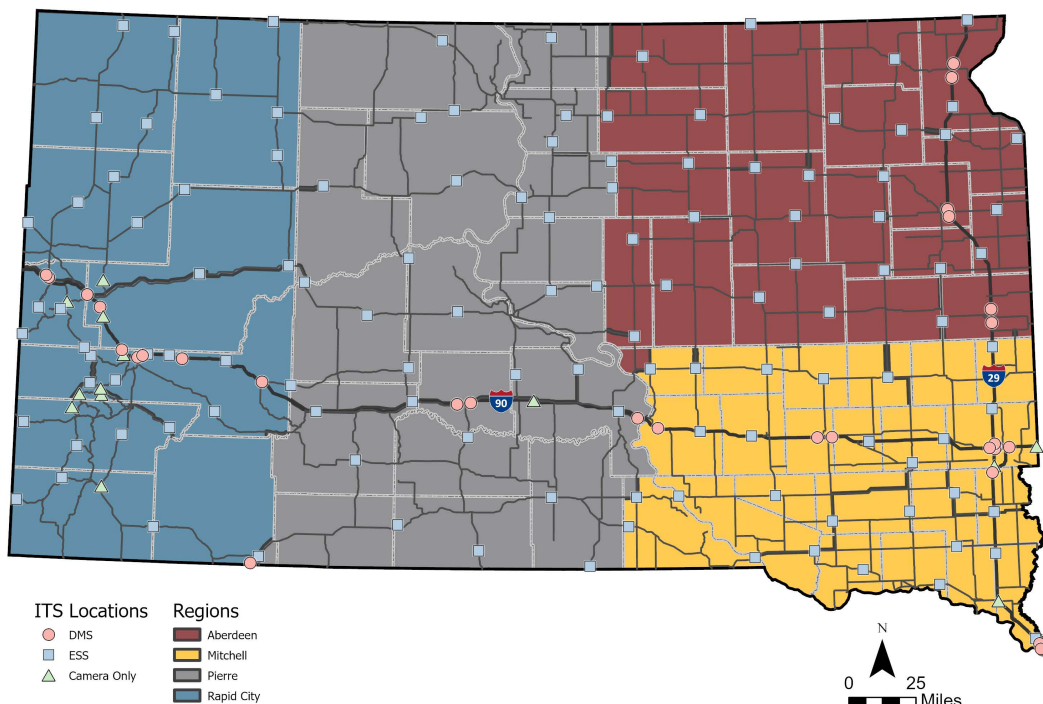 29
90
ITS Locations
DMS
ESS
Camera Only
Regions
Aberdeen
Mitchell
Pierre
Rapid City
N
0 25
Miles